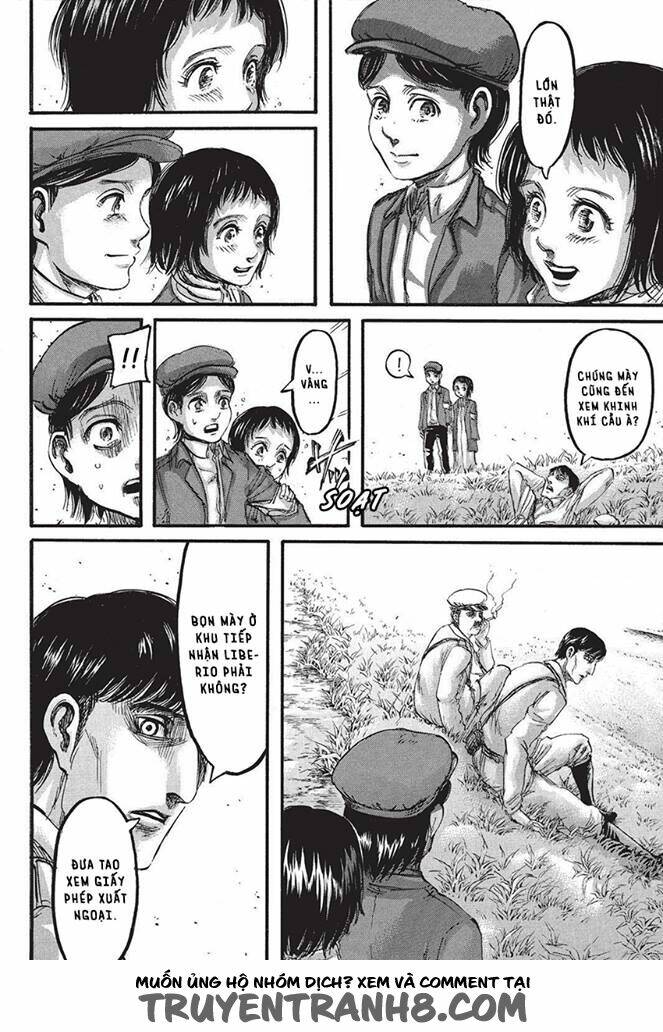 LỚN
THẬT
ĐÓ.
CHÚNG MÀY
CŨNG ĐẾN
XEM KHINH
KHÍ CẦU À?
!
V...
VÂNG
...
SOẠT
!!
BỌN MÀY Ở
KHU TIẾP
NHẬN LIBE-
RIO PHẢI
KHÔNG?
ĐƯA TAO
XEM GIẤY
PHÉP XUẤT
NGOẠI.
MUỐN ỦNG HỘ NHÓM DỊCH? XEM VÀ COMMENT TẠI
TRUYENTRANH8.COM